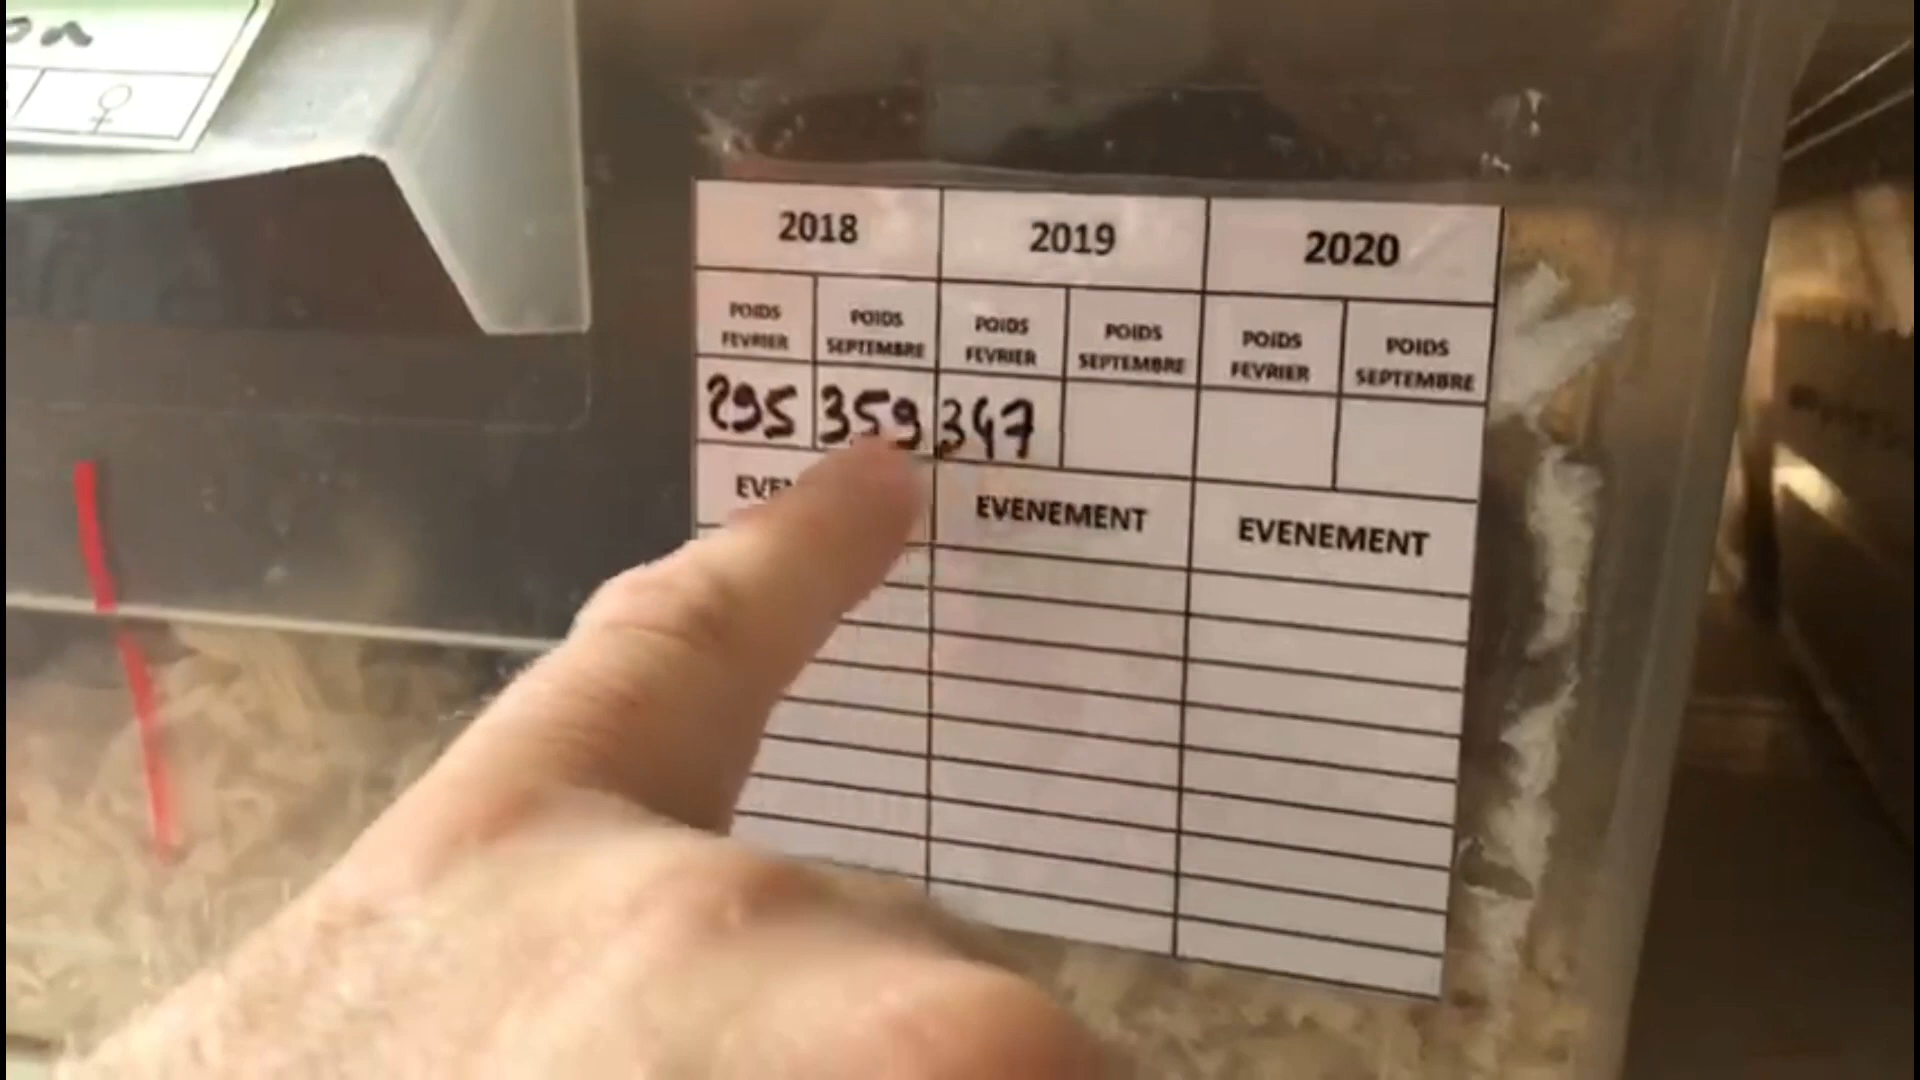 2018 2019 2020
POIDS FEVRIER POIDS SEPTEMBRE POIDS FEVRIER POIDS SEPTEMBRE POIDS FEVRIER POIDS SEPTEMBRE
295 359 347
EVENEMENT EVENEMENT